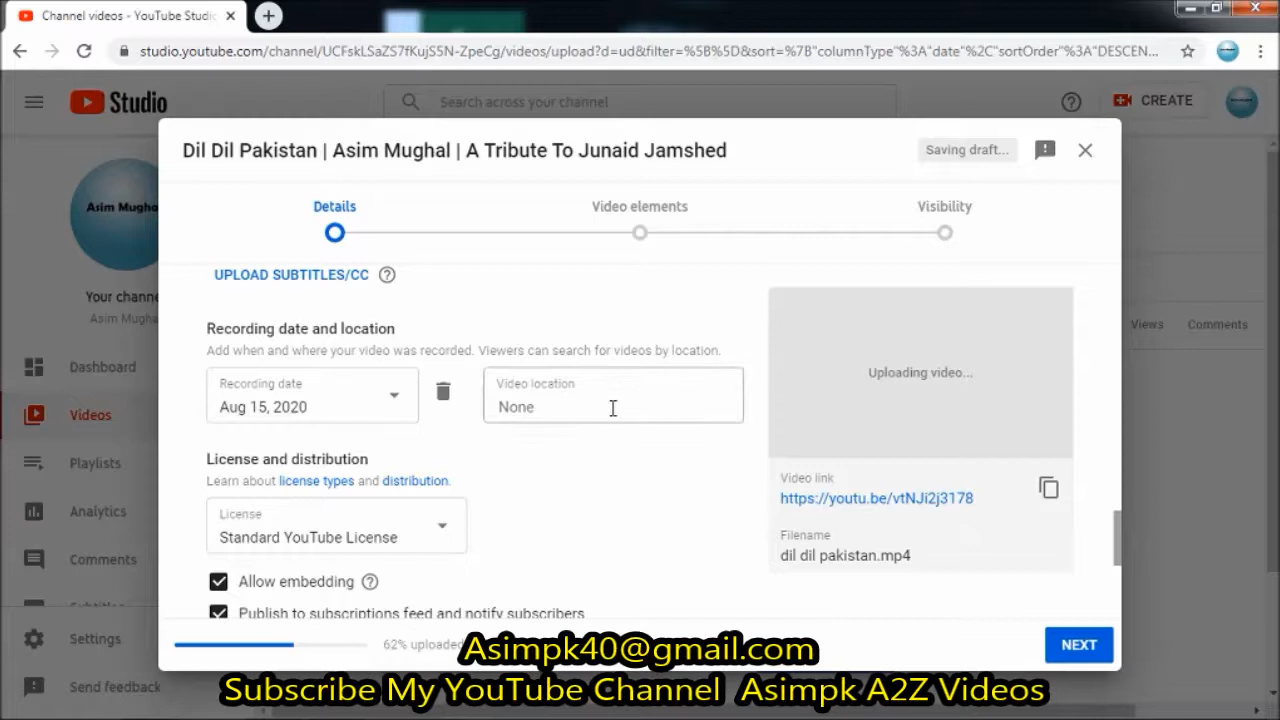 Channel videos - YouTube Studio
studio.youtube.com/channel/UCFskLSaZS7fKujS5N-ZpeCg/videos/upload?d=ud&filter=%5B%5D&sort=%7B"columnType"%3A"date"%2C"sortOrder"%3A"DESCEN...
Studio
Search across your channel
CREATE
Dil Dil Pakistan | Asim Mughal | A Tribute To Junaid Jamshed
Saving draft...
Details
Video elements
Visibility
Asim Mugha
Your channe
Asim Mugha
Dashboard
Videos
Playlists
Analytics
Comments
Settings
Send feedback
UPLOAD SUBTITLES/CC
Recording date and location
Add when and where your video was recorded. Viewers can search for videos by location.
Recording date
Aug 15, 2020
Video location
None
License and distribution
Learn about license types and distribution.
License
Standard YouTube License
Allow embedding
Publish to subscriptions feed and notify subscribers
Uploading video...
Video link
https://youtu.be/vtNJi2j3178
Filename
dil dil pakistan.mp4
Views
Comments
62% uploaded
NEXT
Asimpk40@gmail.com
Subscribe My YouTube Channel Asimpk A2Z Videos